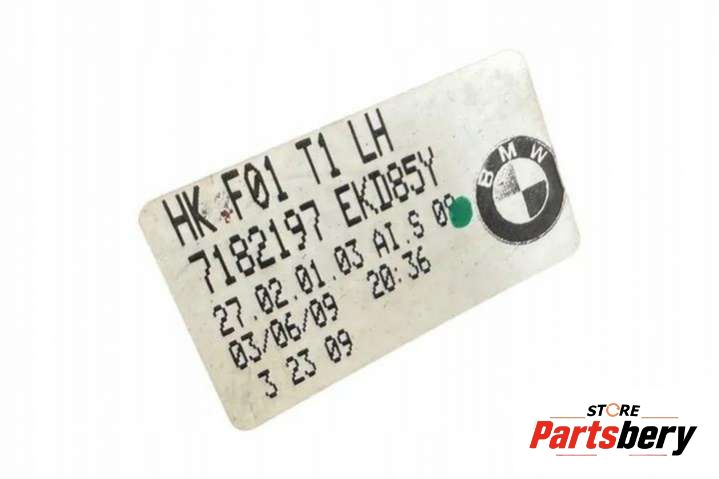 HK F01 T1 LH
7182197 EKD85Y
27.02.01.03 AI.S 09
03/06/09 20:36
3 23 09
BMW
STORE
Partsbery